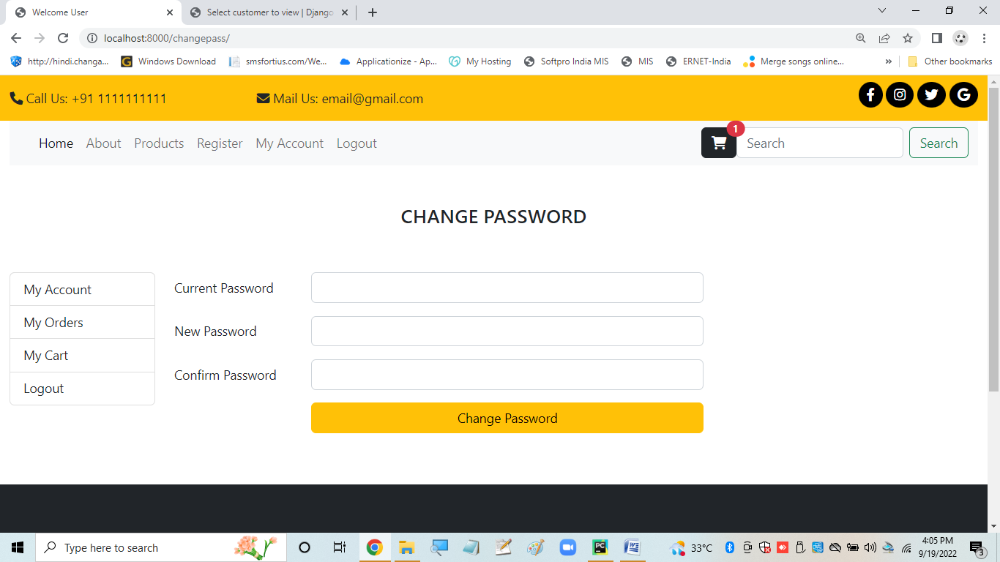 Welcome User
Select customer to view | Django
localhost:8000/changepass/
http://hindi.changa...
Windows Download
smsfortius.com/We...
Applicationize - Ap...
My Hosting
Softpro India MIS
MIS
ERNET-India
Merge songs online...
»
Other bookmarks
Call Us: +91 1111111111
Mail Us: email@gmail.com
Home About Products Register My Account Logout
1
Search
Search
CHANGE PASSWORD
My Account
My Orders
My Cart
Logout
Current Password
New Password
Confirm Password
Change Password
Type here to search
33°C
4:05 PM
9/19/2022
3